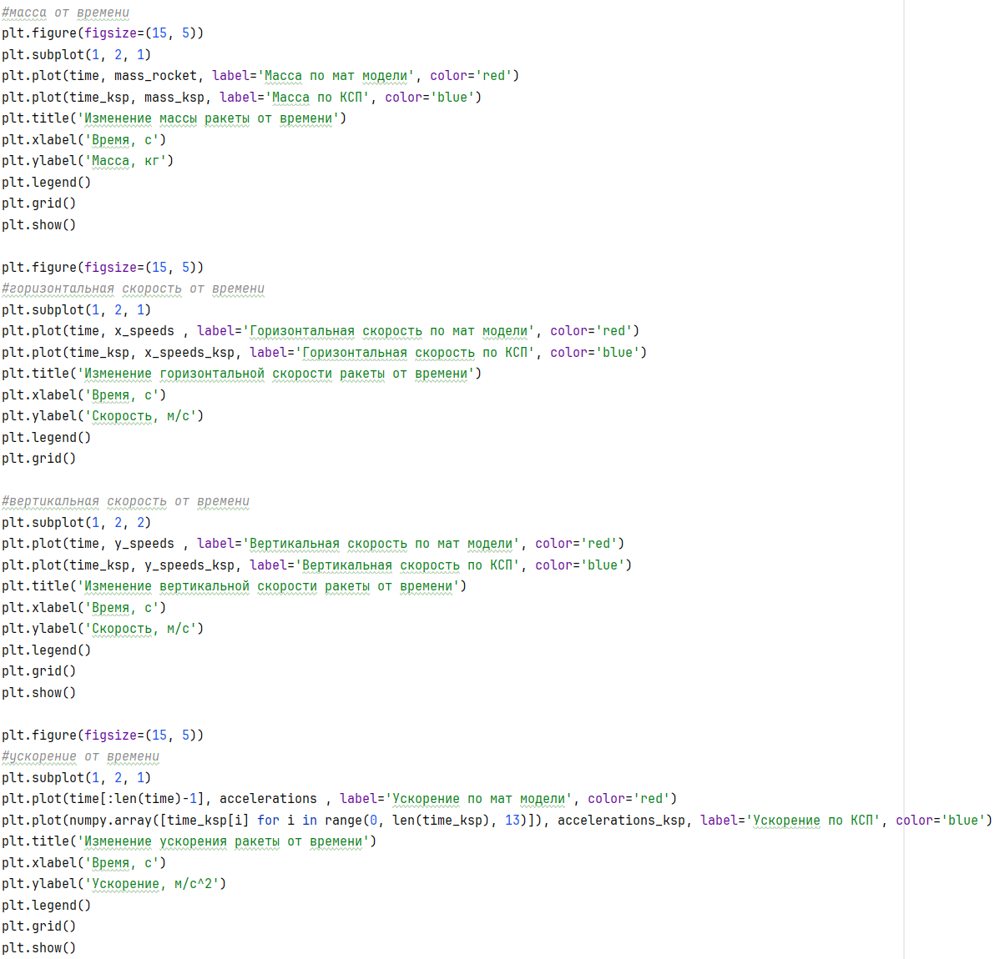 #масса от времени
plt.figure(figsize=(15, 5))
plt.subplot(1, 2, 1)
plt.plot(time, mass_rocket, label='Масса по мат модели', color='red')
plt.plot(time_ksp, mass_ksp, label='Масса по КСП', color='blue')
plt.title('Изменение массы ракеты от времени')
plt.xlabel('Время, с')
plt.ylabel('Масса, кг')
plt.legend()
plt.grid()
plt.show()

plt.figure(figsize=(15, 5))
#горизонтальная скорость от времени
plt.subplot(1, 2, 1)
plt.plot(time, x_speeds , label='Горизонтальная скорость по мат модели', color='red')
plt.plot(time_ksp, x_speeds_ksp, label='Горизонтальная скорость по КСП', color='blue')
plt.title('Изменение горизонтальной скорости ракеты от времени')
plt.xlabel('Время, с')
plt.ylabel('Скорость, м/с')
plt.legend()
plt.grid()

#вертикальная скорость от времени
plt.subplot(1, 2, 2)
plt.plot(time, y_speeds , label='Вертикальная скорость по мат модели', color='red')
plt.plot(time_ksp, y_speeds_ksp, label='Вертикальная скорость по КСП', color='blue')
plt.title('Изменение вертикальной скорости ракеты от времени')
plt.xlabel('Время, с')
plt.ylabel('Скорость, м/с')
plt.legend()
plt.grid()
plt.show()

plt.figure(figsize=(15, 5))
#ускорение от времени
plt.subplot(1, 2, 1)
plt.plot(time[:len(time)-1], accelerations , label='Ускорение по мат модели', color='red')
plt.plot(numpy.array([time_ksp[i] for i in range(0, len(time_ksp), 13)]), accelerations_ksp, label='Ускорение по КСП', color='blue')
plt.title('Изменение ускорения ракеты от времени')
plt.xlabel('Время, с')
plt.ylabel('Ускорение, м/с^2')
plt.legend()
plt.grid()
plt.show()